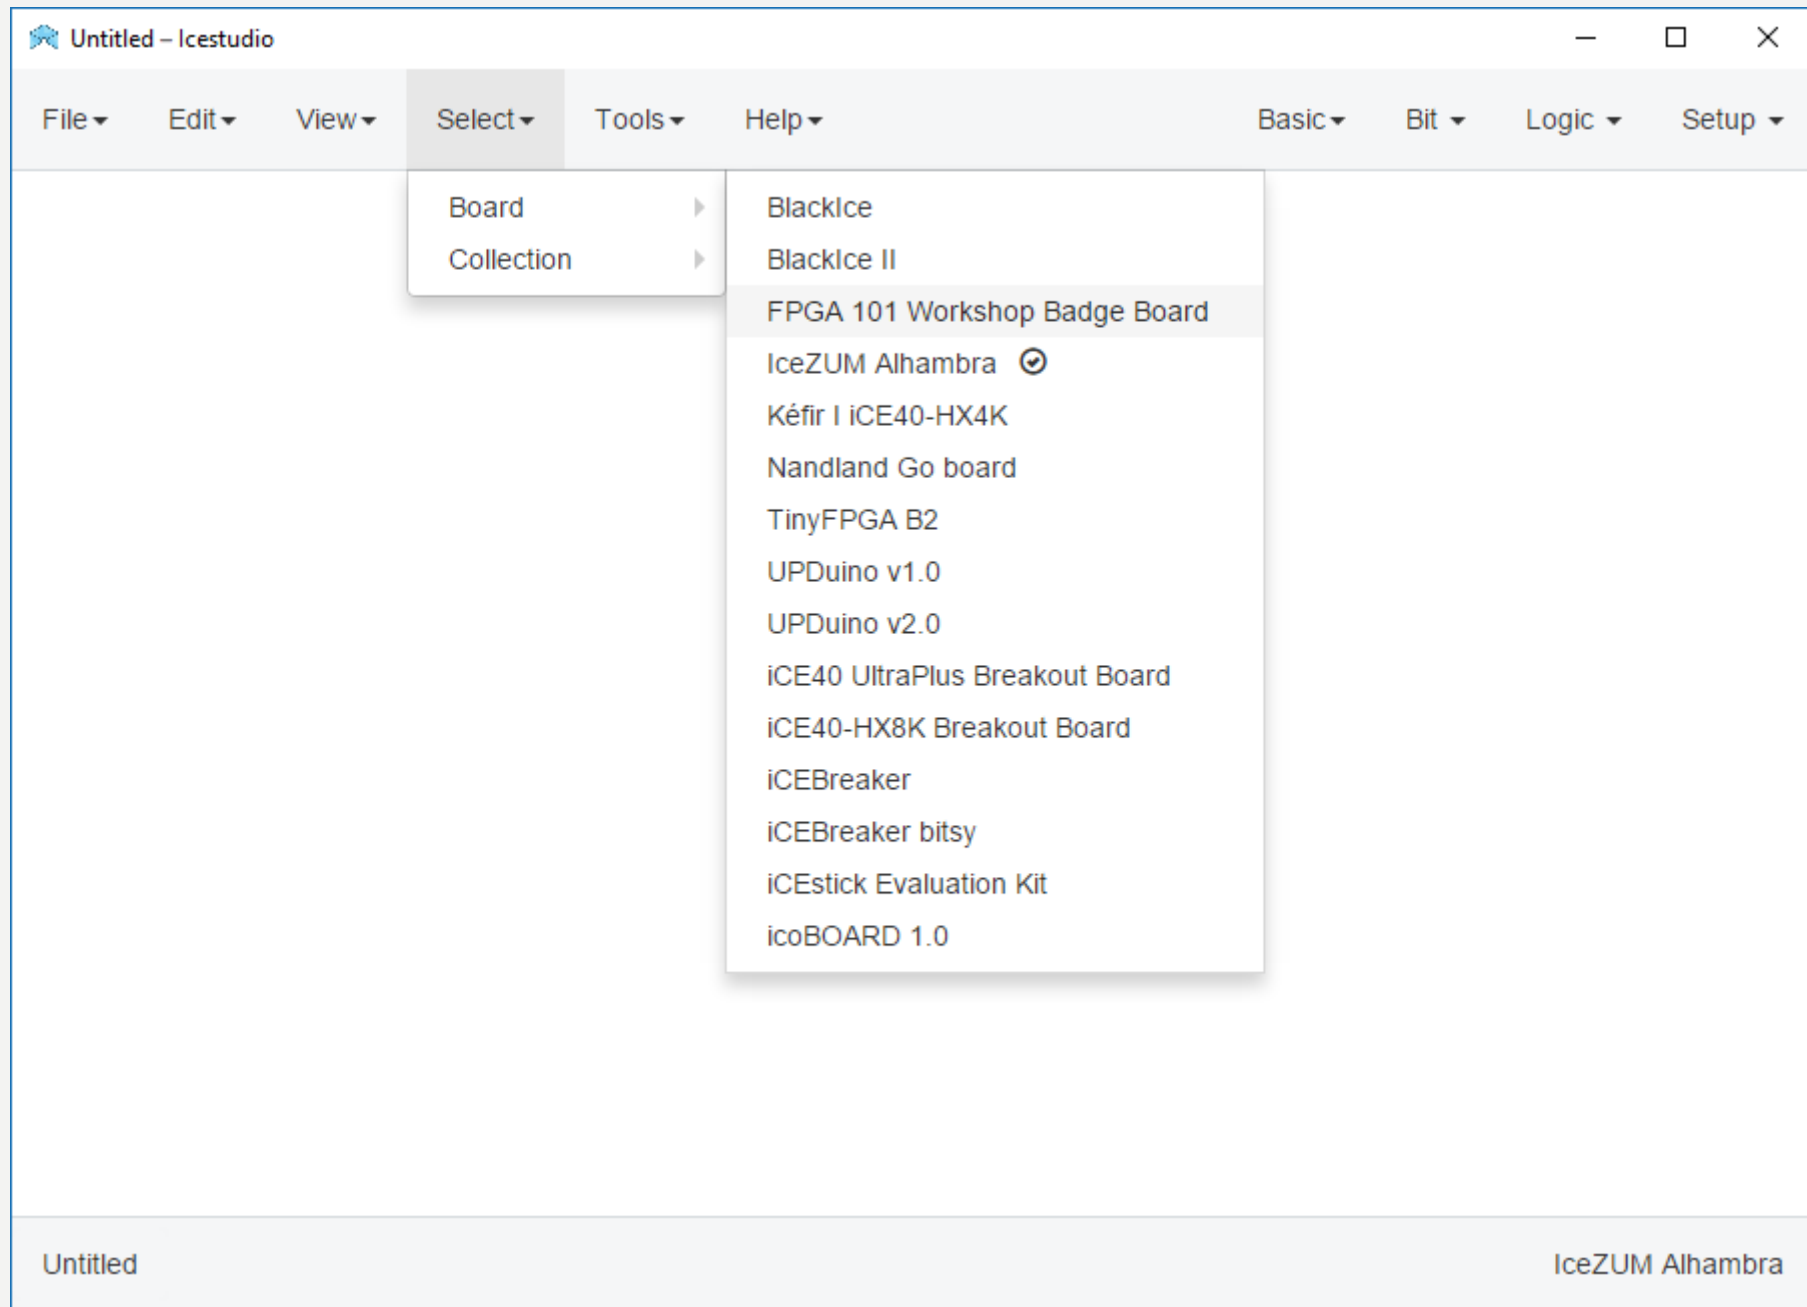 Untitled – Icestudio
File Edit View Select Tools Help Basic Bit Logic Setup
Board
Collection
BlackIce
BlackIce II
FPGA 101 Workshop Badge Board
IceZUM Alhambra
Kéfir I iCE40-HX4K
Nandland Go board
TinyFPGA B2
UPDuino v1.0
UPDuino v2.0
iCE40 UltraPlus Breakout Board
iCE40-HX8K Breakout Board
iCEBreaker
iCEBreaker bitsy
iCEstick Evaluation Kit
icoBOARD 1.0
Untitled IceZUM Alhambra